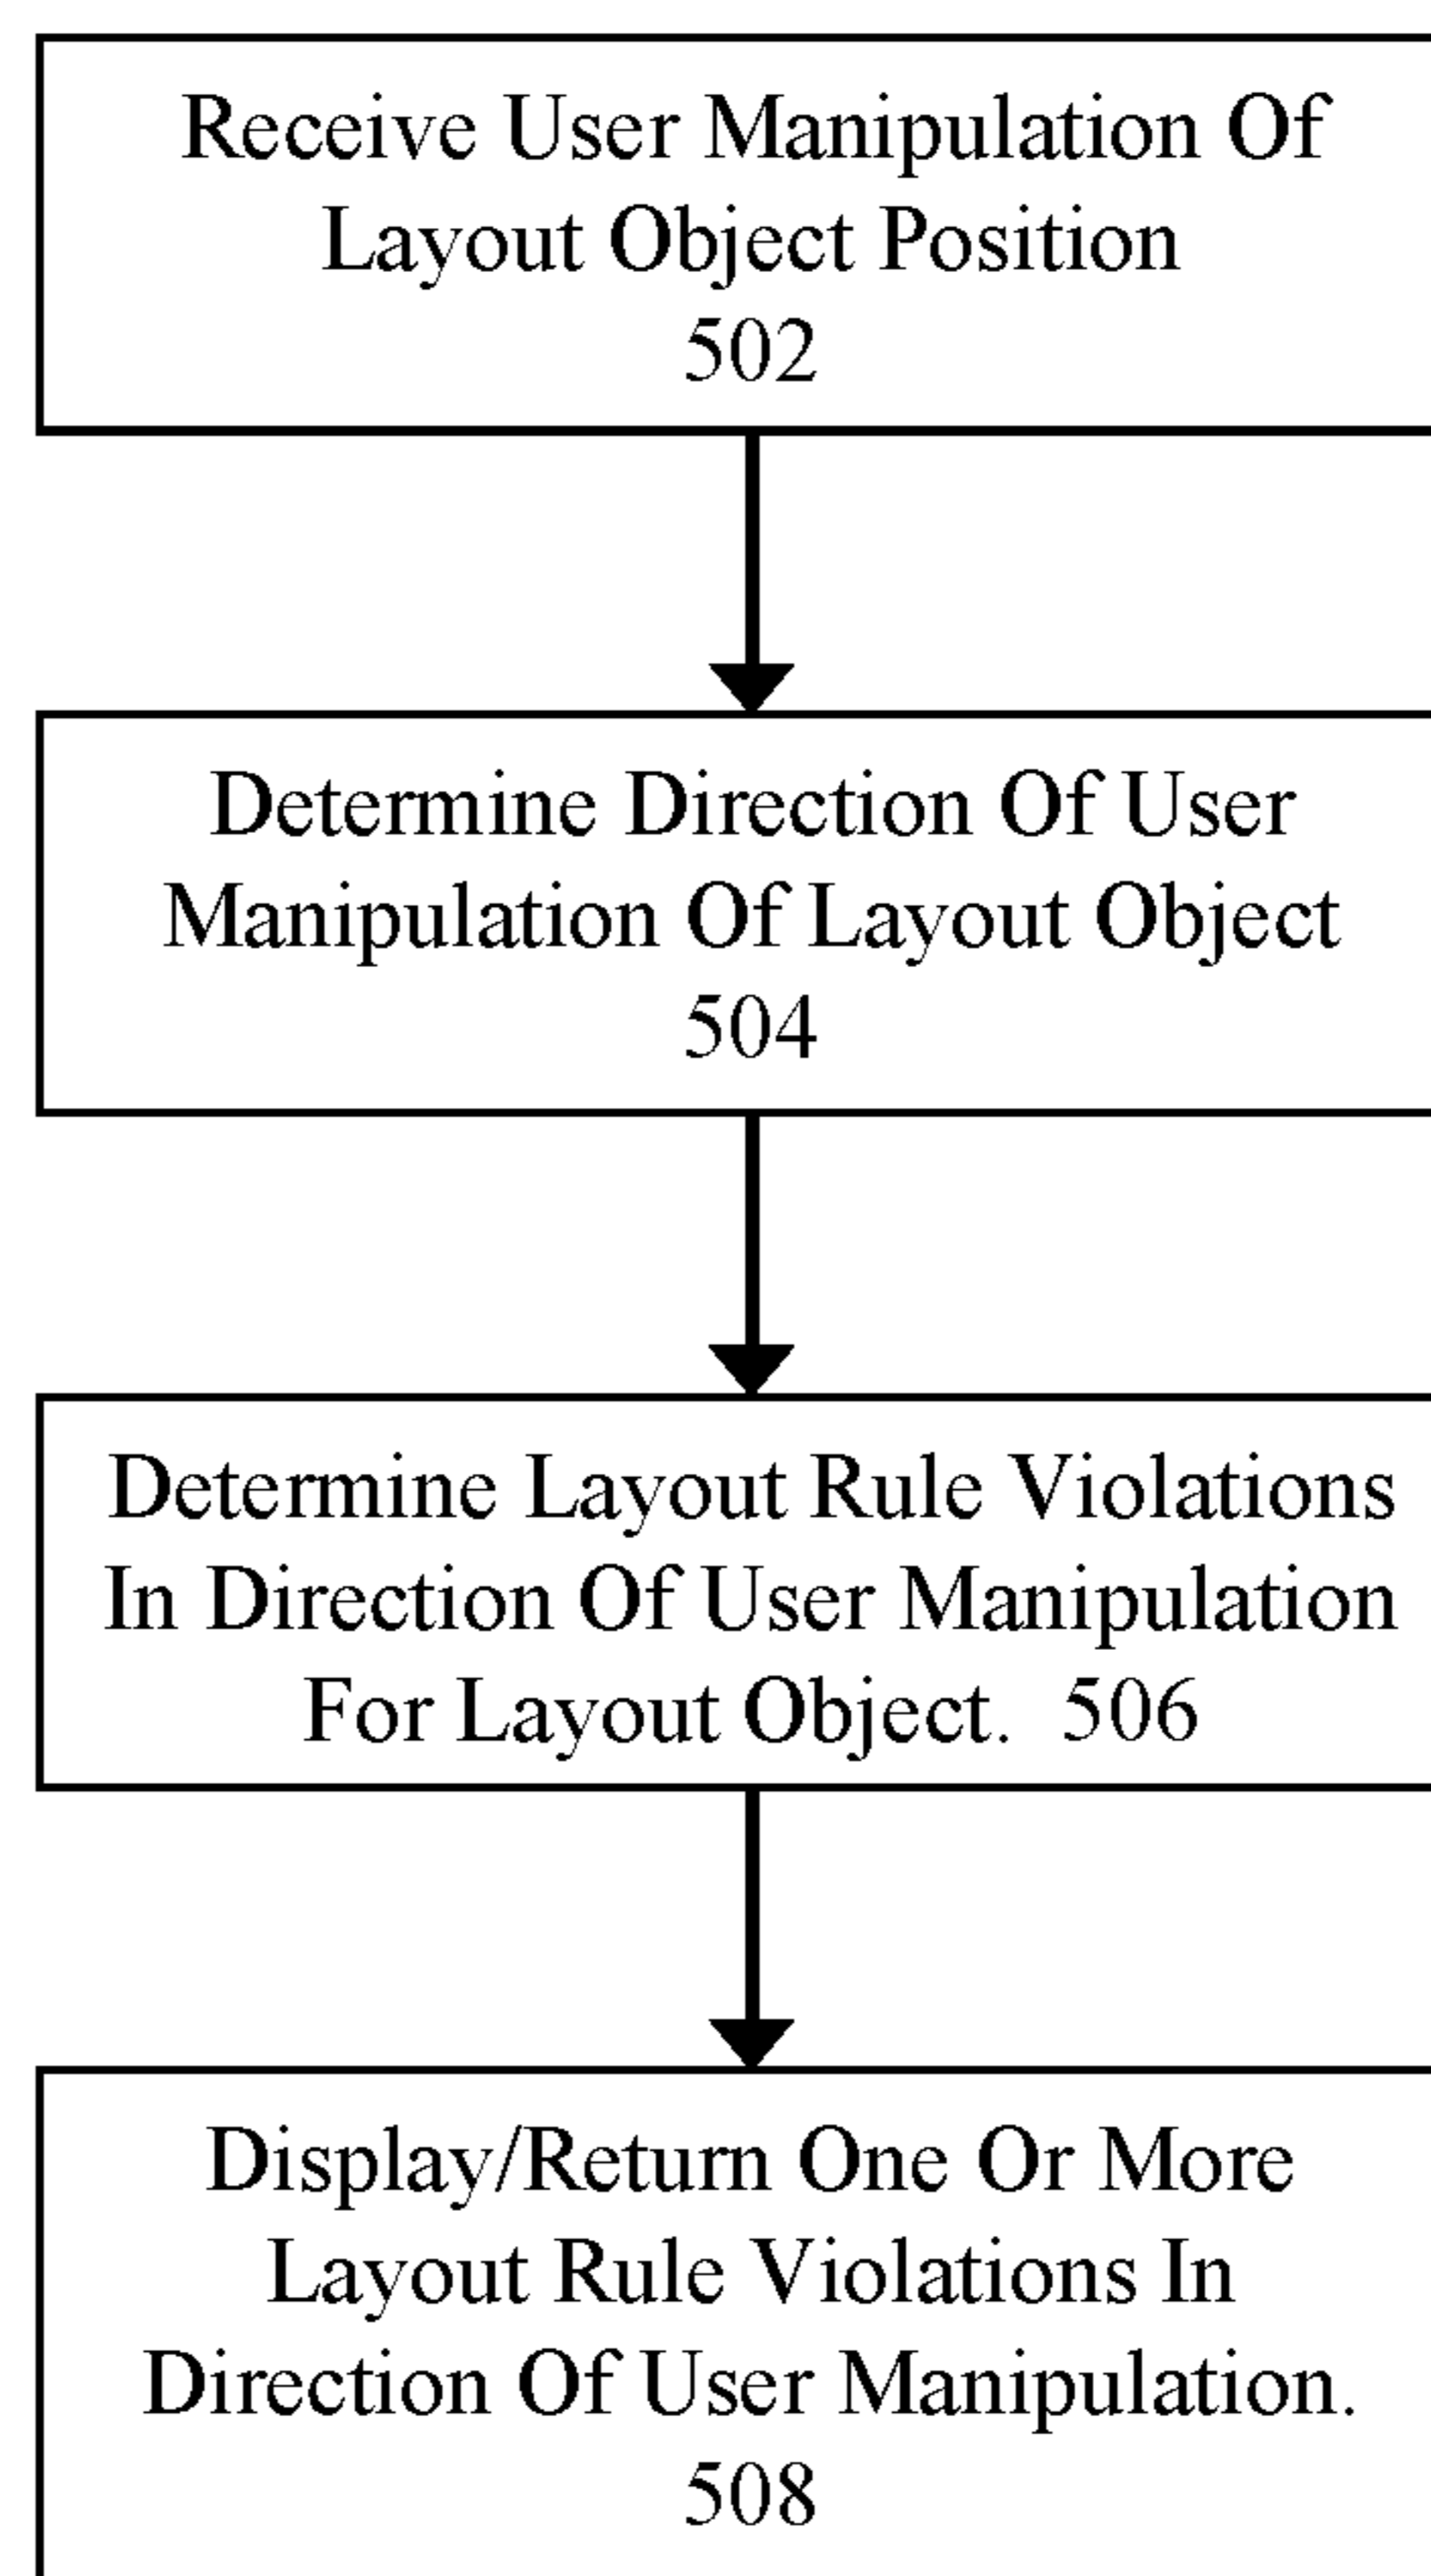 Receive User Manipulation Of
Layout Object Position
502
Determine Direction Of User
Manipulation Of Layout Object
504
Determine Layout Rule Violations
In Direction Of User Manipulation
For Layout Object. 506
Display/Return One Or More
Layout Rule Violations In
Direction Of User Manipulation.
508